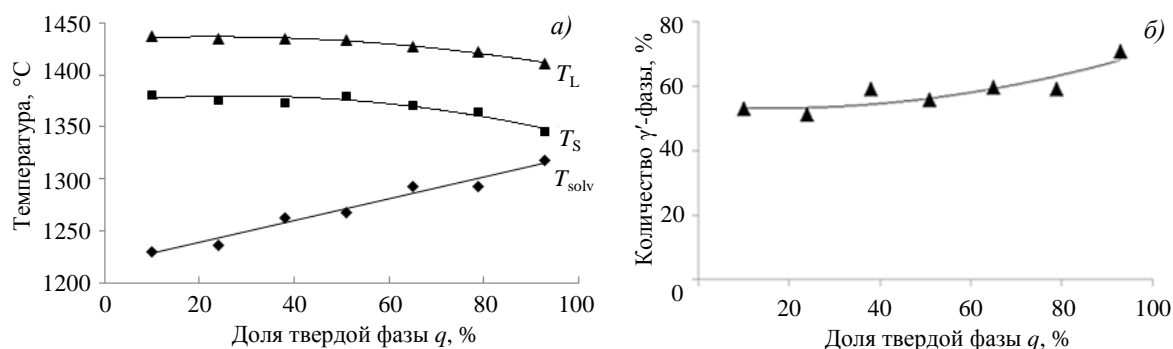 а)
Температура, °C
1450
1400
1350
1300
1250
1200
T_L
T_S
T_solv
0 20 40 60 80 100
Доля твердой фазы q, %
б)
Количество γ′-фазы, %
80
60
40
20
0
0 20 40 60 80 100
Доля твердой фазы q, %